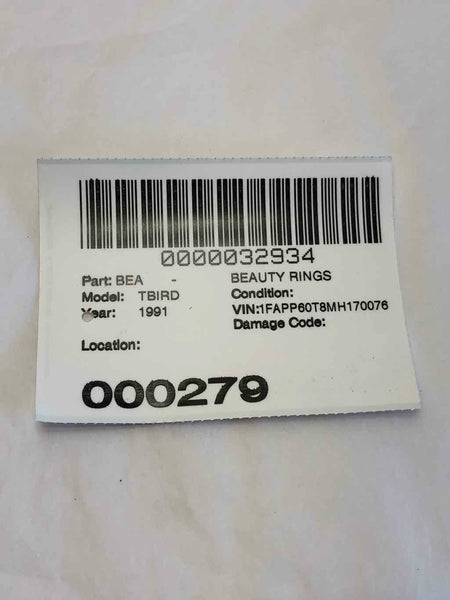 0000032934
Part: BEA - BEAUTY RINGS
Model: TBIRD Condition:
Year: 1991 VIN:1FAPP60T8MH170076
Damage Code:
Location:
000279